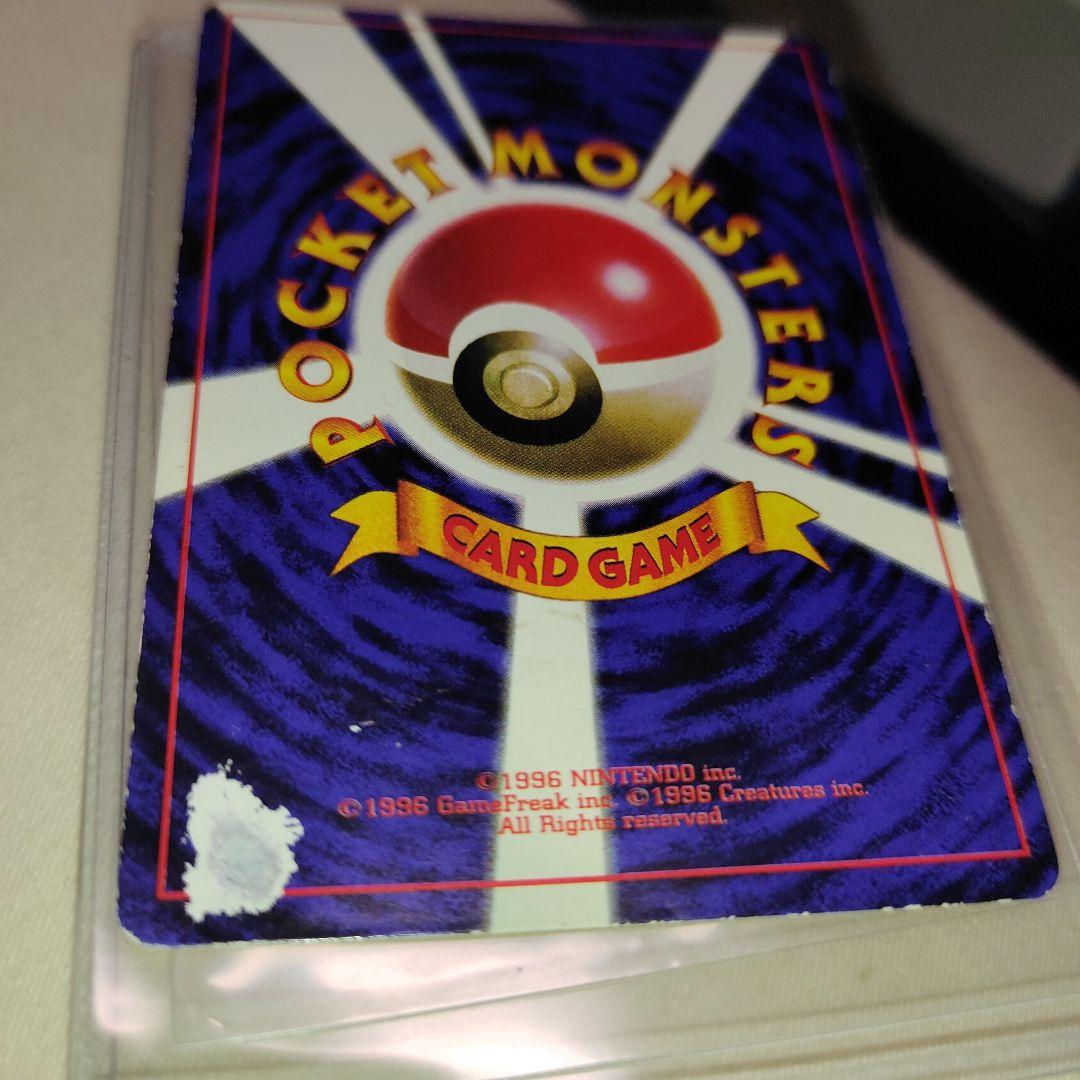 POCKET MONSTERS
CARD GAME
©1996 NINTENDO inc.
©1996 GameFreak inc. ©1996 Creatures inc.
All Rights reserved.